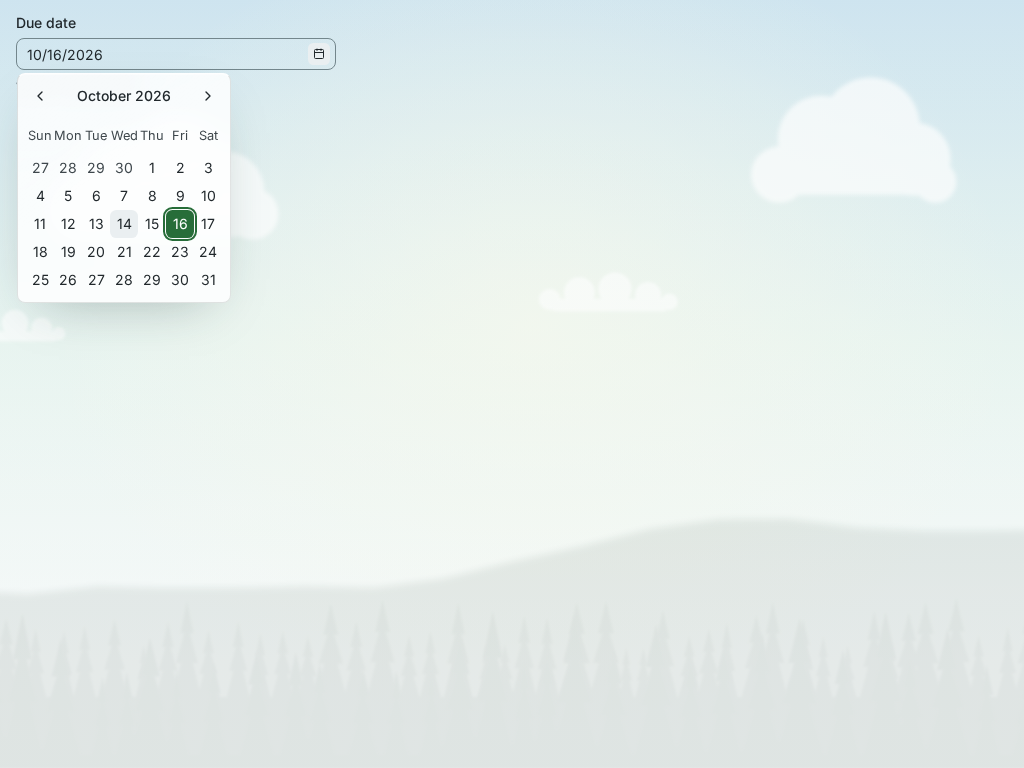 Due date
10/16/2026
October 2026
Sun Mon Tue Wed Thu Fri Sat
27 28 29 30 1 2 3
4 5 6 7 8 9 10
11 12 13 14 15 16 17
18 19 20 21 22 23 24
25 26 27 28 29 30 31